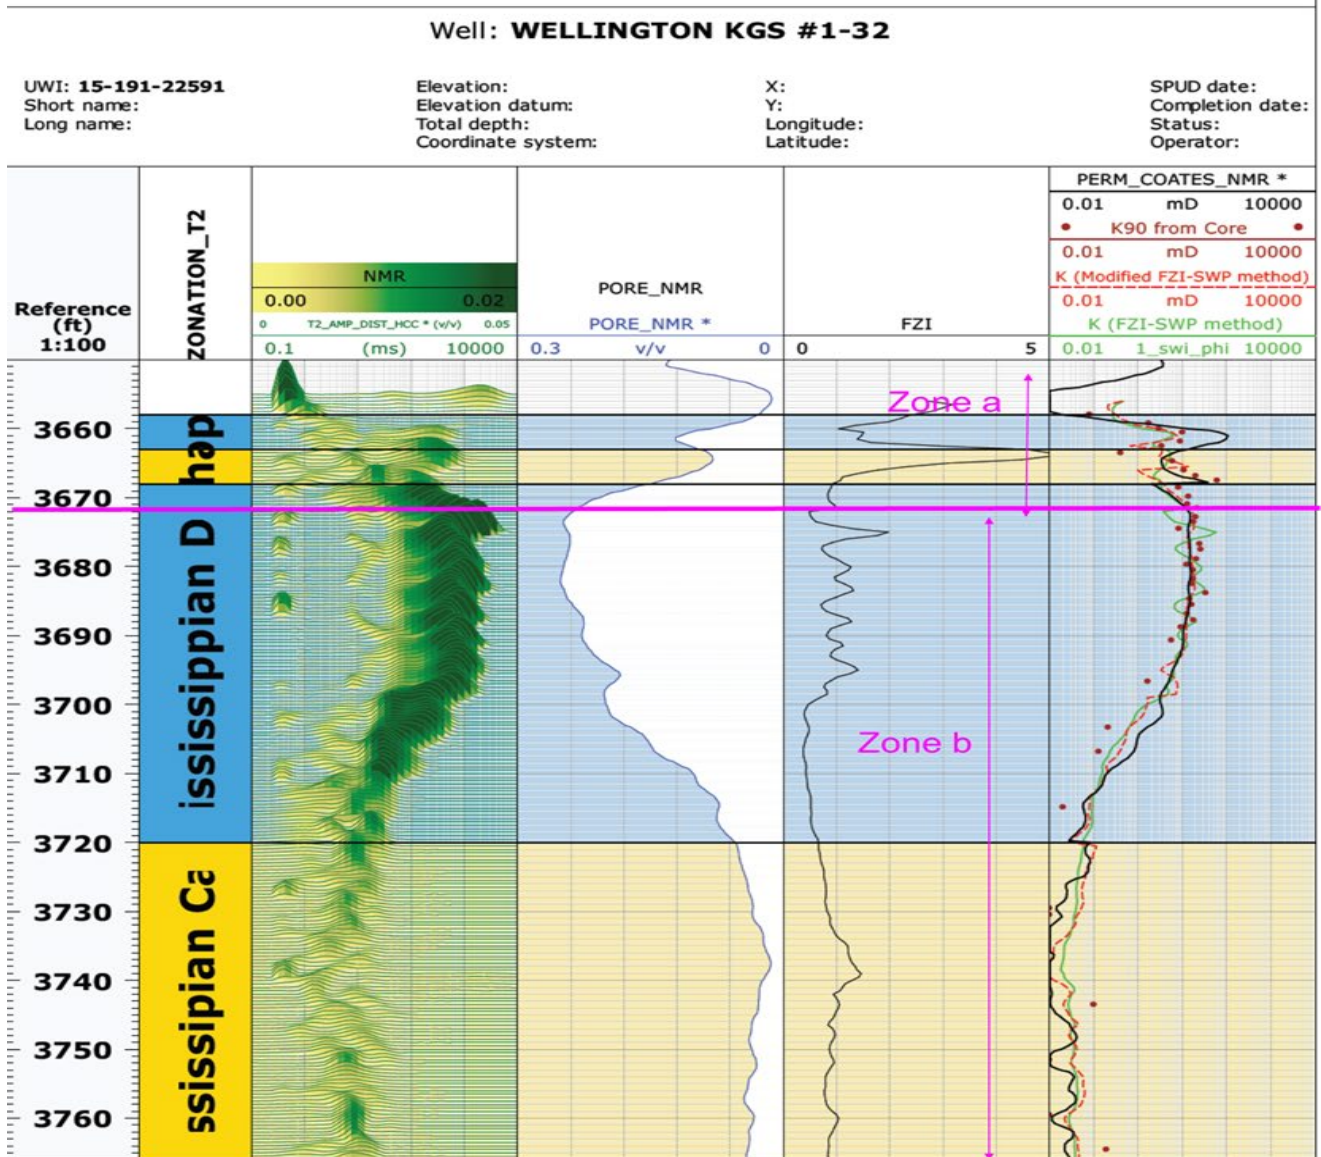 Well: WELLINGTON KGS #1-32
UWI: 15-191-22591
Short name:
Long name:
Elevation:
Elevation datum:
Total depth:
Coordinate system:
X:
Y:
Longitude:
Latitude:
SPUD date:
Completion date:
Status:
Operator:
Reference
(ft)
1:100
ZONATION_T2
NMR
0.00 0.02
0 T2_AMP_DIST_HCC * (v/v) 0.05
0.1 (ms) 10000
PORE_NMR
PORE_NMR *
0.3 v/v 0
FZI
0 5
PERM_COATES_NMR *
0.01 mD 10000
K90 from Core
0.01 mD 10000
K (Modified FZI-SWP method)
0.01 mD 10000
K (FZI-SWP method)
0.01 1_swi_phi 10000
3660
3670
3680
3690
3700
3710
3720
3730
3740
3750
3760
hap
ississippian D
ssissipian Ca
Zone a
Zone b